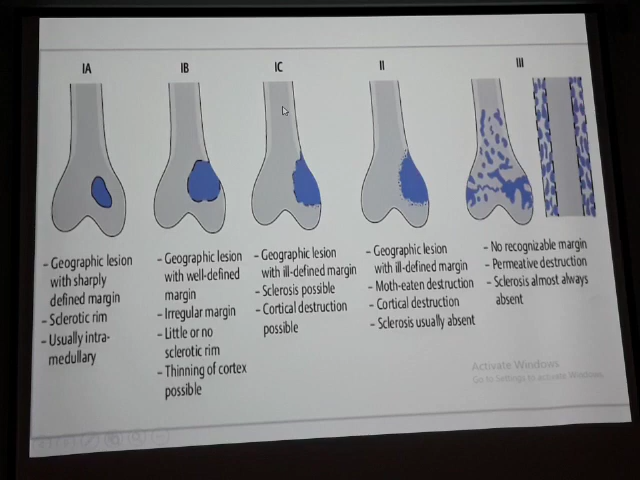 IA
– Geographic lesion
with sharply
defined margin
– Sclerotic rim
– Usually intra-
medullary
IB
– Geographic lesion
with well-defined
margin
– Irregular margin
– Little or no
sclerotic rim
– Thinning of cortex
possible
IC
– Geographic lesion
with ill-defined margin
– Sclerosis possible
– Cortical destruction
possible
II
– Geographic lesion
with ill-defined margin
– Moth-eaten destruction
– Cortical destruction
– Sclerosis usually absent
III
– No recognizable margin
– Permeative destruction
– Sclerosis almost always
absent
Activate Windows
Go to Settings to activate Windows.